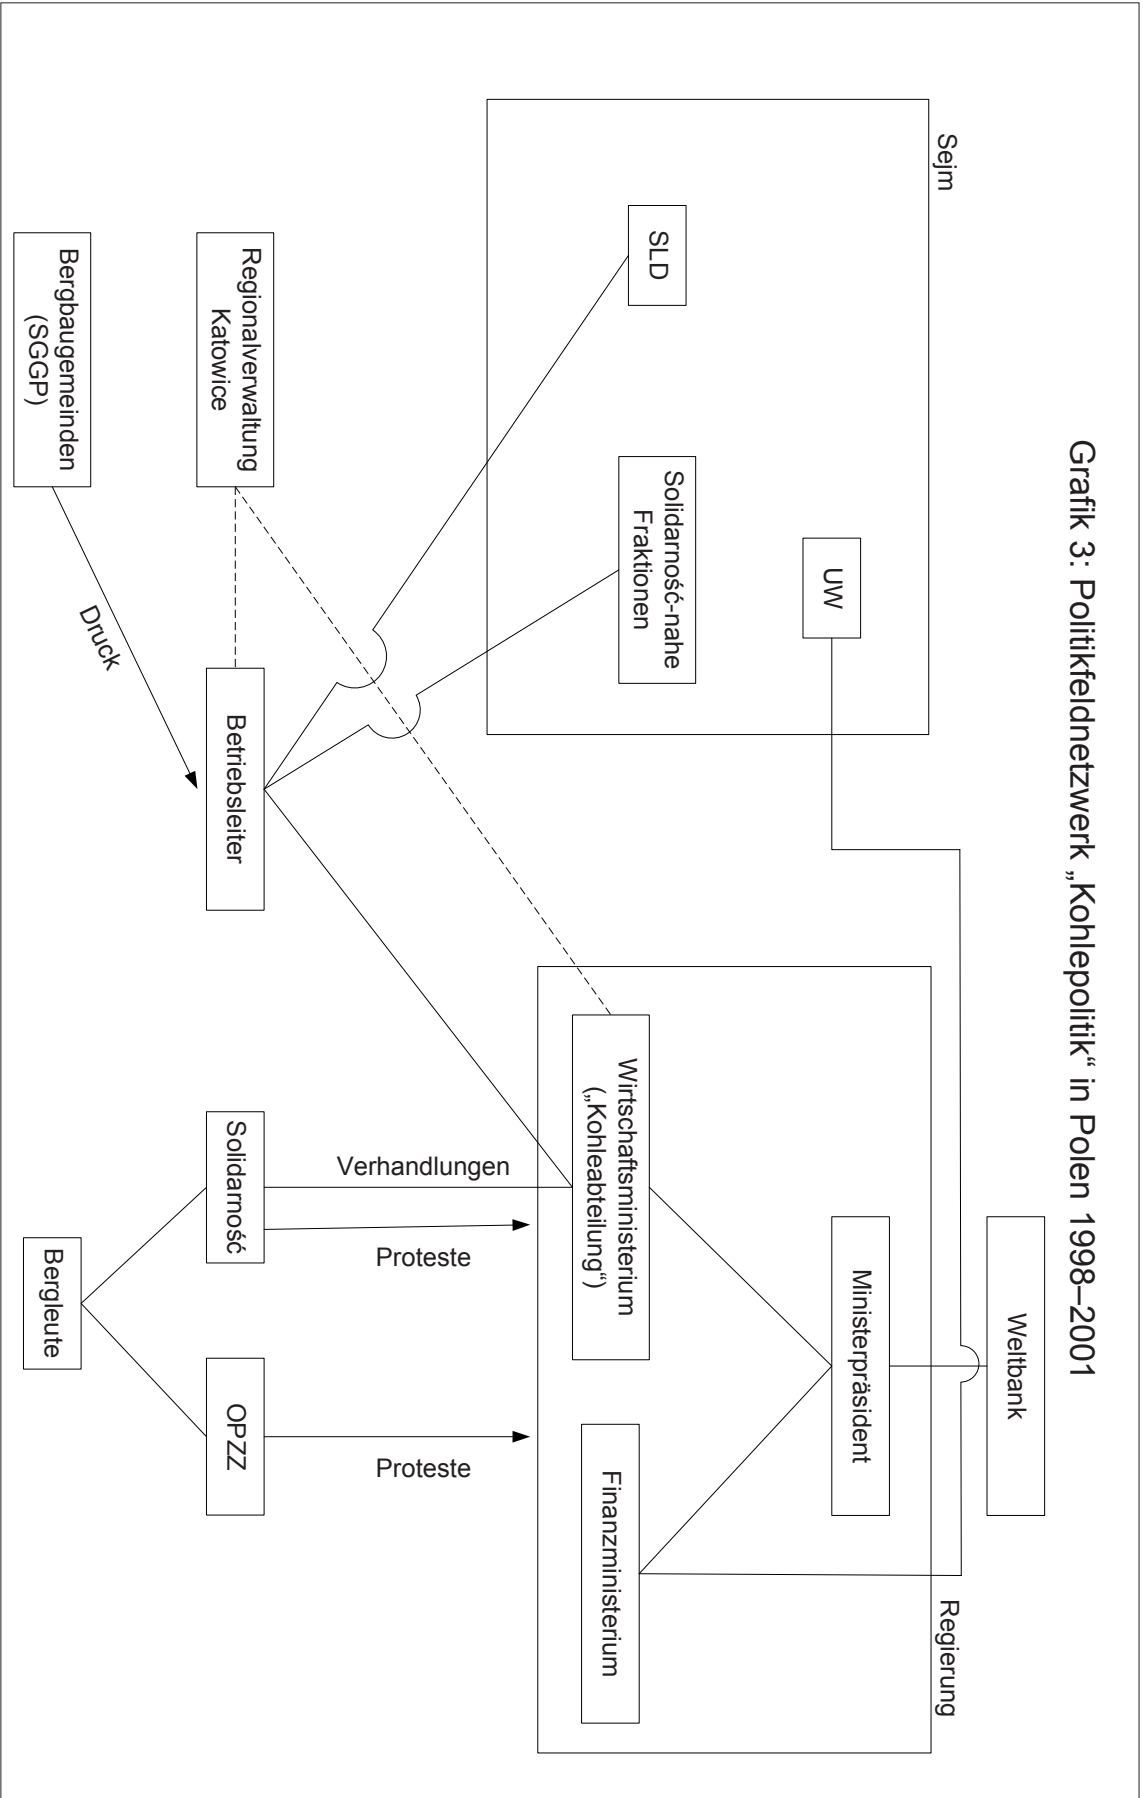 Grafik 3: Politikfeldnetzwerk „Kohlepolitik“ in Polen 1998–2001
Sejm
UW
SLD
Solidarność-nahe
Fraktionen
Weltbank
Regierung
Ministerpräsident
Wirtschaftsministerium
(„Kohleabteilung“)
Finanzministerium
Regionalverwaltung
Katowice
Betriebsleiter
Bergbaugemeinden
(SGGP)
Druck
Verhandlungen
Proteste
Proteste
Solidarność
OPZZ
Bergleute